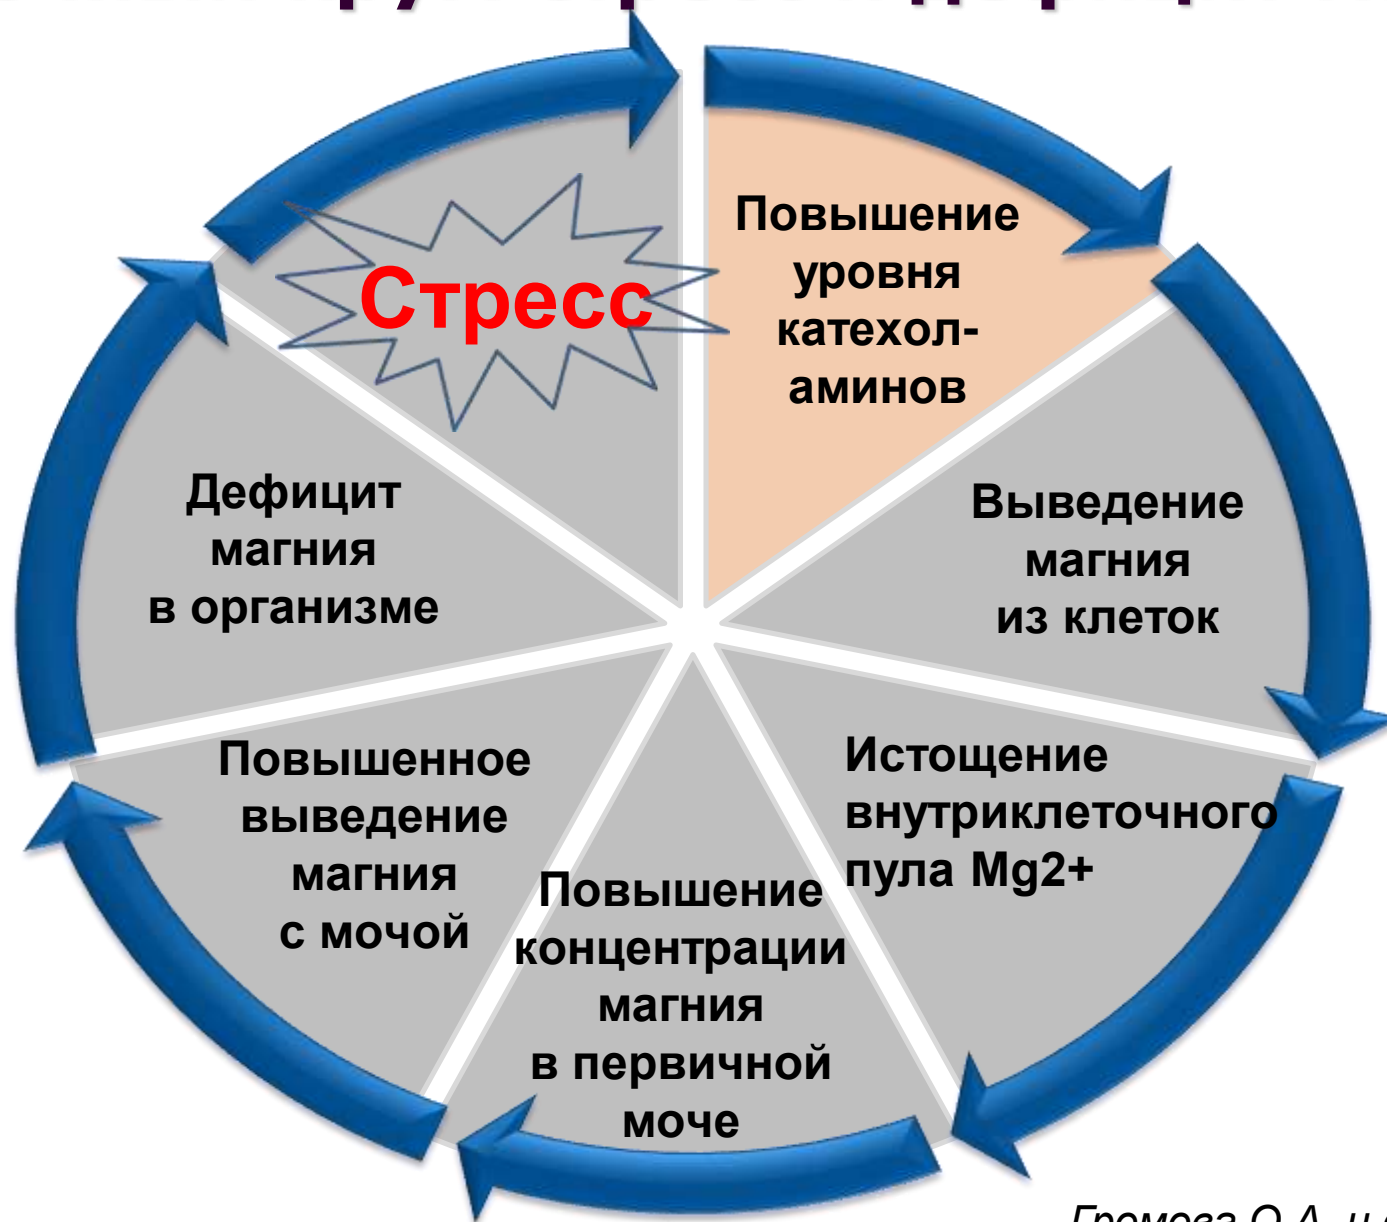 Стресс
Повышение
уровня
катехол-
аминов
Выведение
магния
из клеток
Истощение
внутриклеточного
пула Mg2+
Повышение
концентрации
магния
в первичной
моче
Повышенное
выведение
магния
с мочой
Дефицит
магния
в организме
Громова О.А. и